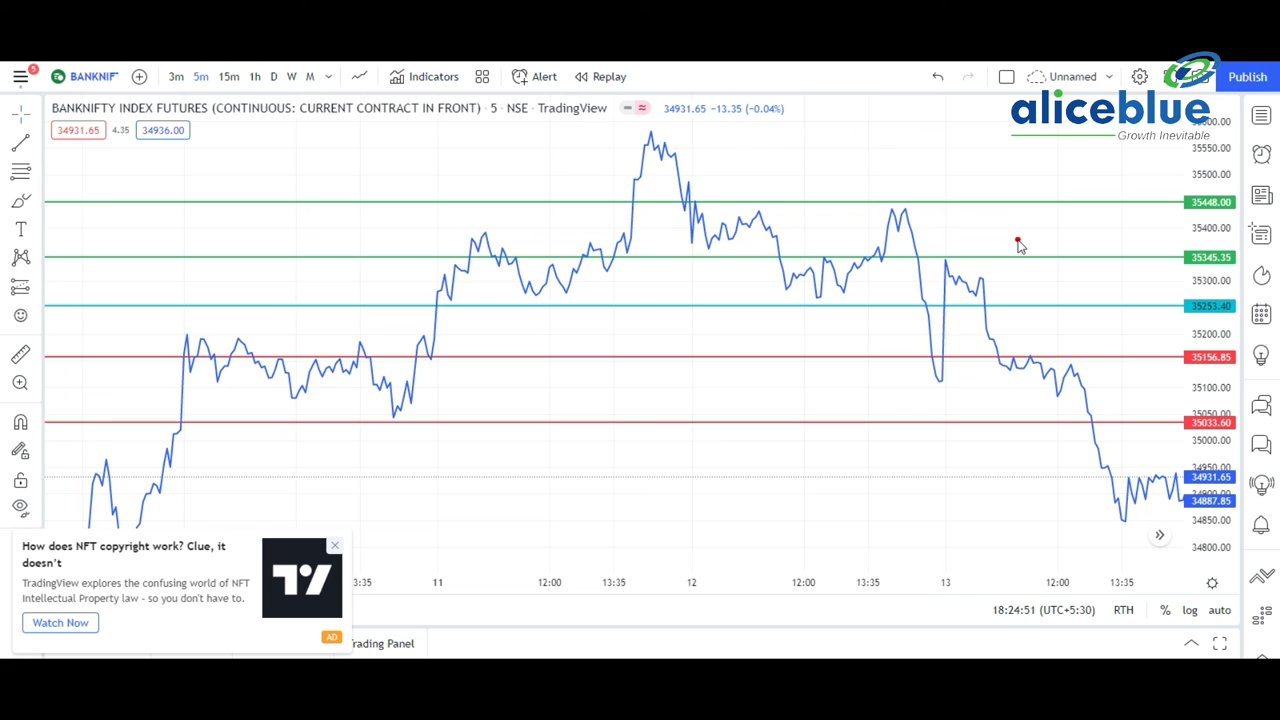 5
BANKNIF
3m 5m 15m 1h D W M
Indicators
Alert
Replay
Unnamed
Publish
BANKNIFTY INDEX FUTURES (CONTINUOUS: CURRENT CONTRACT IN FRONT) · 5 · NSE · TradingView
34931.65 −13.35 (−0.04%)
34931.65 4.35 34936.00
aliceblue
Growth Inevitable
35550.00
35500.00
35448.00
35400.00
35345.35
35300.00
35253.40
35200.00
35156.85
35100.00
35050.00
35033.60
35000.00
34950.00
34931.65
34887.85
34850.00
34800.00
How does NFT copyright work? Clue, it
doesn't
TradingView explores the confusing world of NFT
Intellectual Property law - so you don't have to.
Watch Now
AD
3:35 11 12:00 13:35 12 12:00 13:35 13 12:00 13:35
18:24:51 (UTC+5:30) RTH % log auto
rading Panel